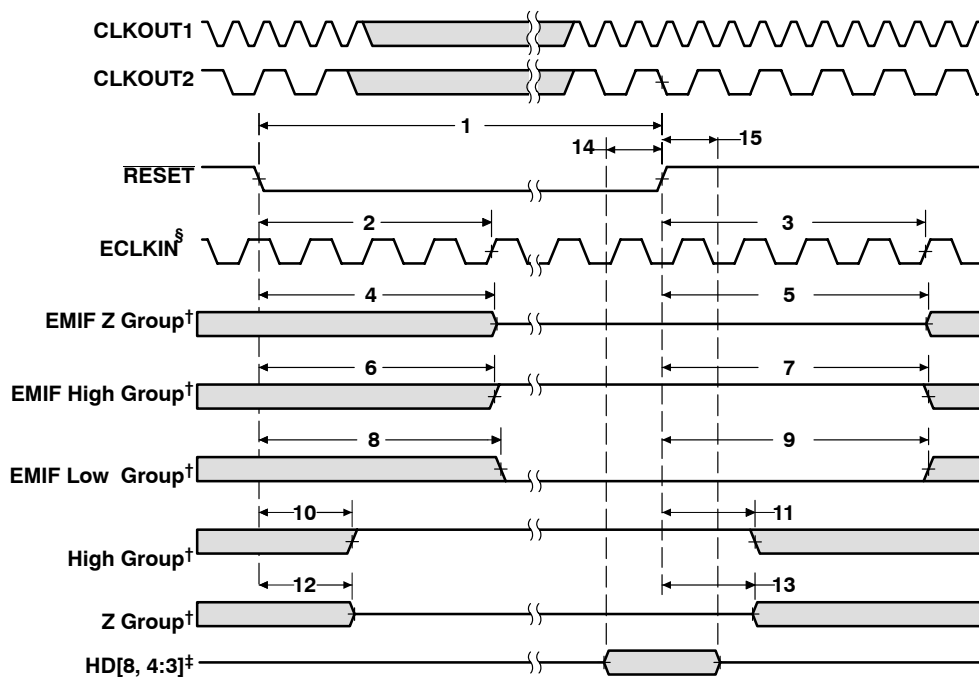 CLKOUT1
CLKOUT2
1
14
15
RESET
2
3
ECLKIN§
4
5
EMIF Z Group†
6
7
EMIF High Group†
8
9
EMIF Low Group†
10
11
High Group†
12
13
Z Group†
HD[8, 4:3]‡